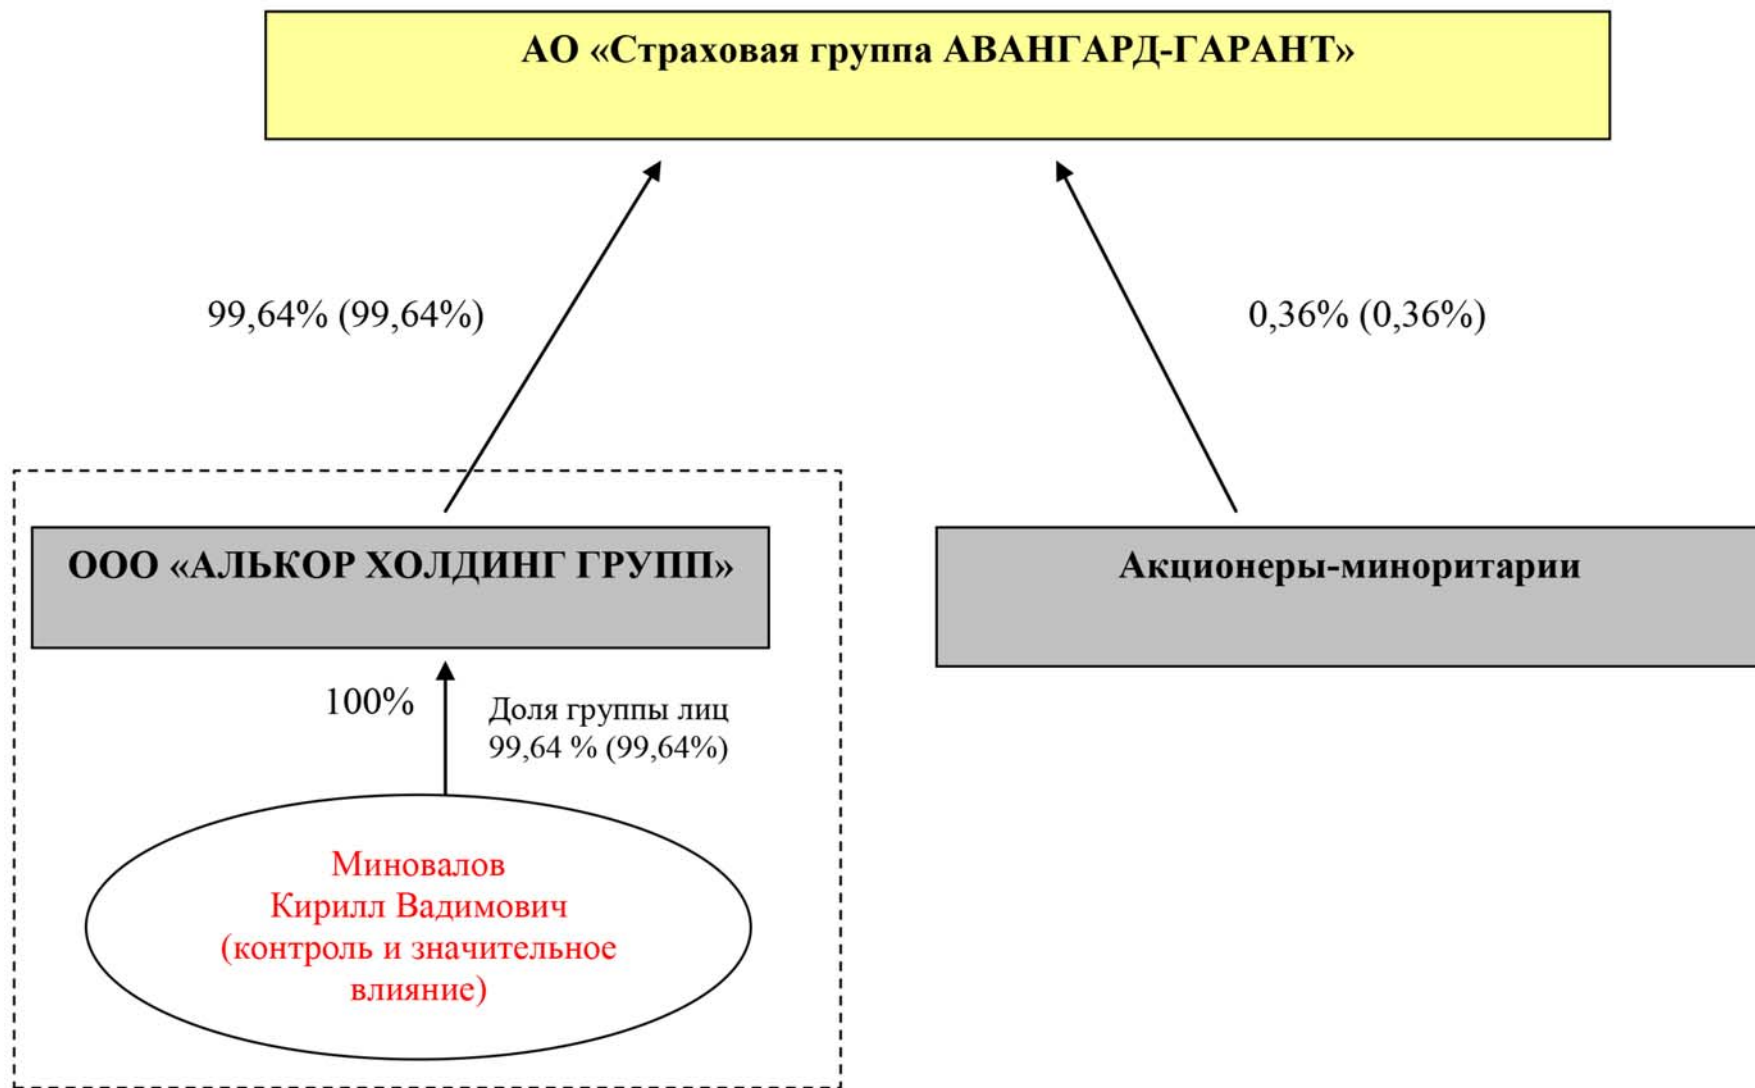 АО «Страховая группа АВАНГАРД-ГАРАНТ»
99,64% (99,64%)
0,36% (0,36%)
ООО «АЛЬКОР ХОЛДИНГ ГРУПП»
Акционеры-миноритарии
100%
Доля группы лиц
99,64 % (99,64%)
Миновалов
Кирилл Вадимович
(контроль и значительное
влияние)